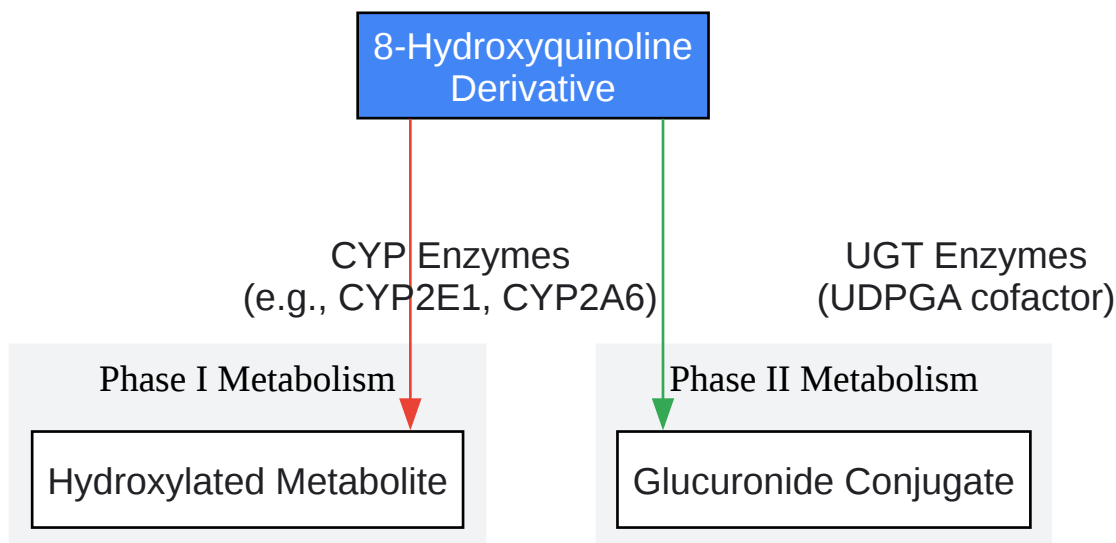 8-Hydroxyquinoline
Derivative
CYP Enzymes
(e.g., CYP2E1, CYP2A6)
UGT Enzymes
(UDPGA cofactor)
Phase I Metabolism
Phase II Metabolism
Hydroxylated Metabolite
Glucuronide Conjugate